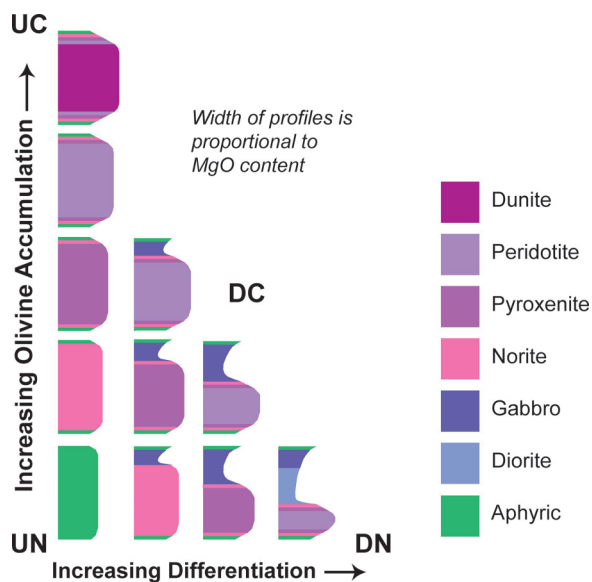 UC
Increasing Olivine Accumulation
Width of profiles is
proportional to
MgO content
DC
Dunite
Peridotite
Pyroxenite
Norite
Gabbro
Diorite
Aphyric
UN
DN
Increasing Differentiation